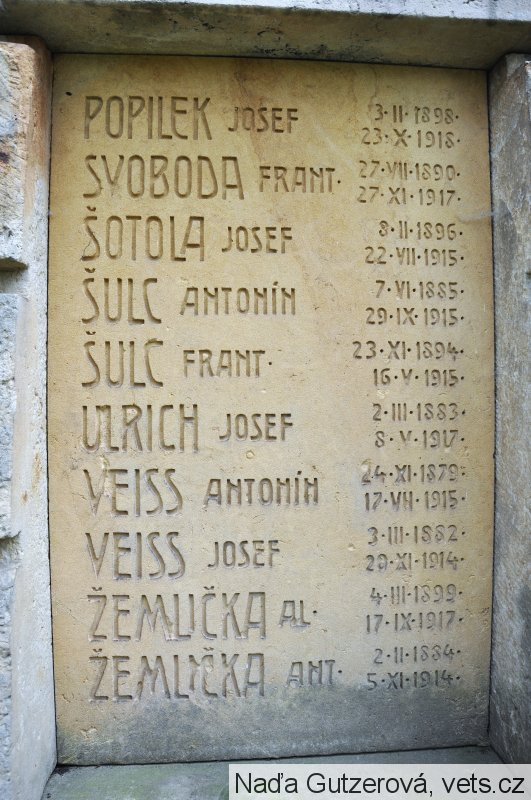 POPILEK JOSEF 3·II·1898·
23·X·1918·
SVOBODA FRANT· 27·VII·1890·
27·XI·1917·
ŠOTOLA JOSEF 8·II·1896·
22·VII·1915·
ŠULC ANTONÍN 7·VI·1885·
29·IX·1915·
ŠULC FRANT· 23·XI·1894·
16·V·1915·
ULRICH JOSEF 2·III·1883·
8·V·1917·
VEISS ANTONÍN 24·XI·1879·
17·VII·1915·
VEISS JOSEF 3·III·1882·
29·XI·1914·
ŽEMLIČKA AL· 4·III·1899·
17·IX·1917·
ŽEMLIČKA ANT· 2·II·1884·
5·XI·1914·
Naďa Gutzerová, vets.cz